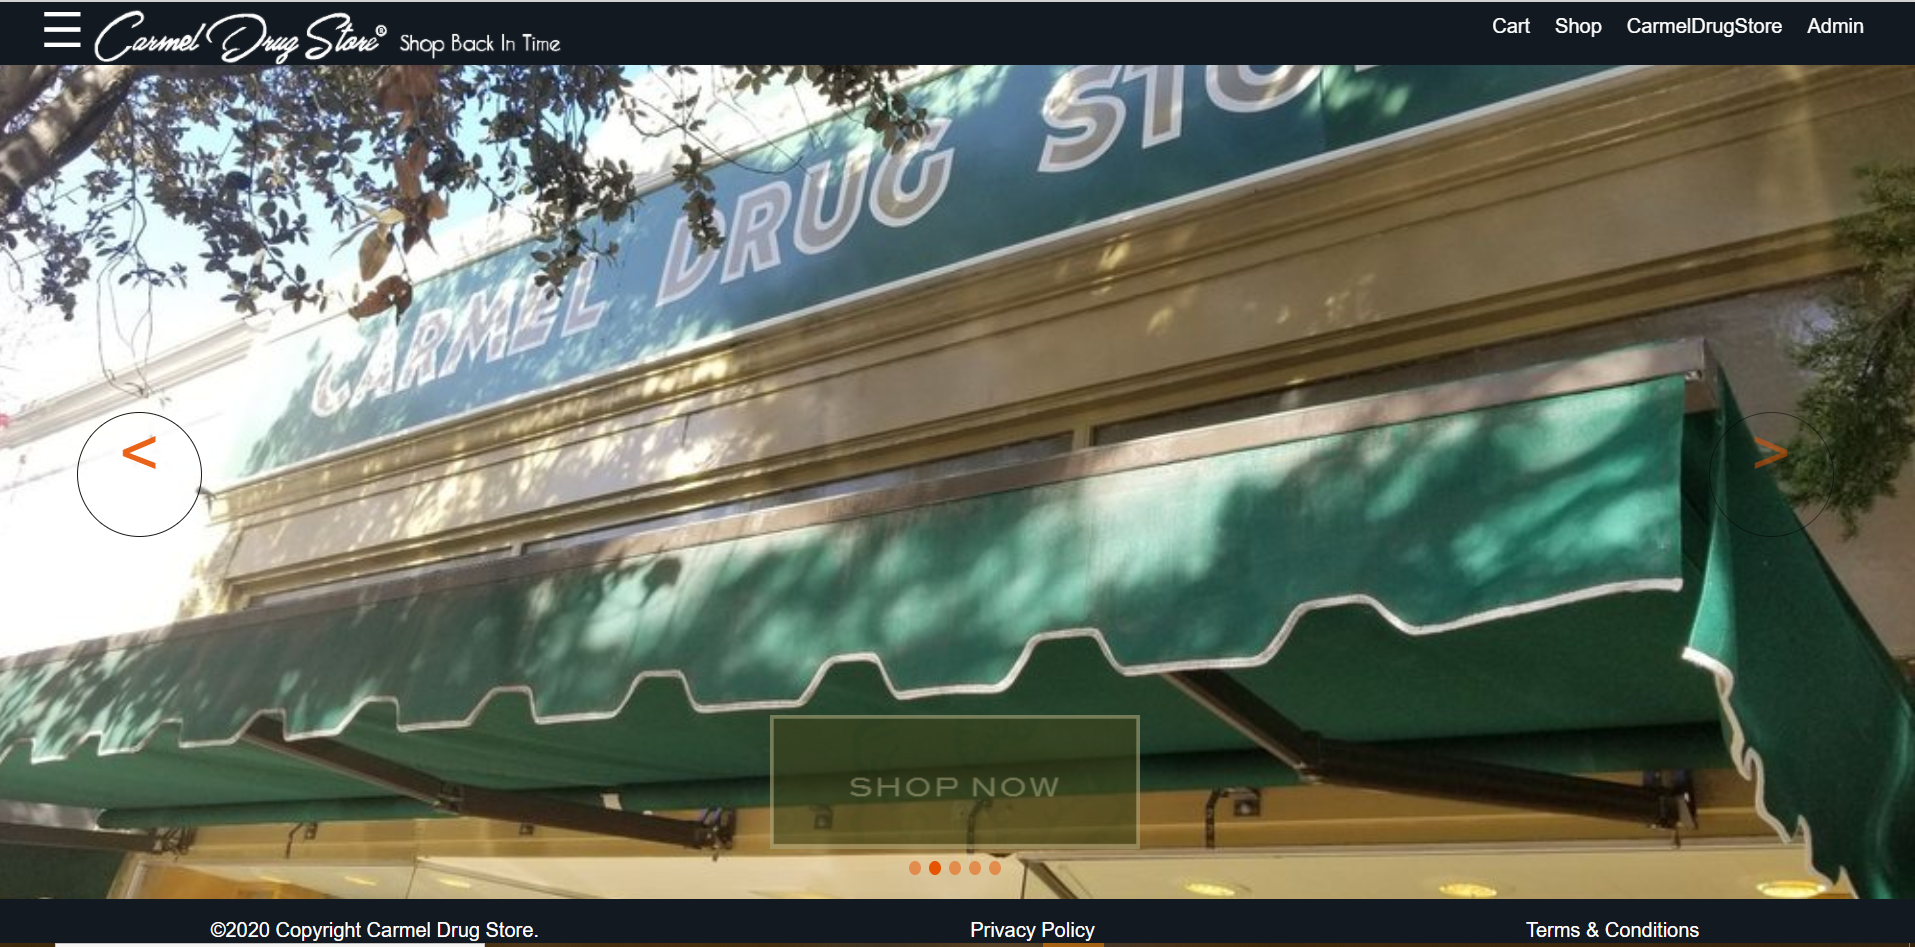 Carmel Drug Store® Shop Back In Time
Cart Shop CarmelDrugStore Admin
CARMEL DRUG
<
>
SHOP NOW
©2020 Copyright Carmel Drug Store.
Privacy Policy
Terms & Conditions